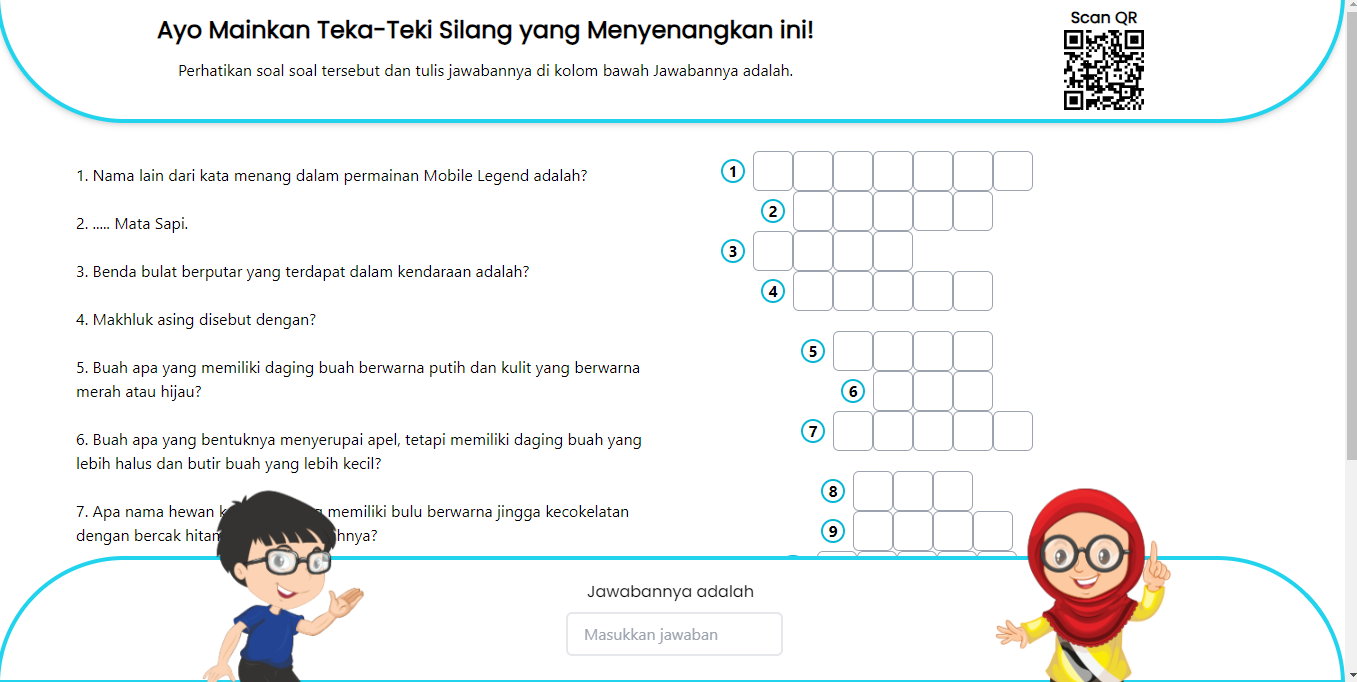 Ayo Mainkan Teka-Teki Silang yang Menyenangkan ini!
Scan QR
Perhatikan soal soal tersebut dan tulis jawabannya di kolom bawah Jawabannya adalah.
1. Nama lain dari kata menang dalam permainan Mobile Legend adalah?
2. ..... Mata Sapi.
3. Benda bulat berputar yang terdapat dalam kendaraan adalah?
4. Makhluk asing disebut dengan?
5. Buah apa yang memiliki daging buah berwarna putih dan kulit yang berwarna
merah atau hijau?
6. Buah apa yang bentuknya menyerupai apel, tetapi memiliki daging buah yang
lebih halus dan butir buah yang lebih kecil?
7. Apa nama hewan memiliki bulu berwarna jingga kecokelatan
dengan bercak
1
2
3
4
5
6
7
8
9
Jawabannya adalah
Masukkan jawaban